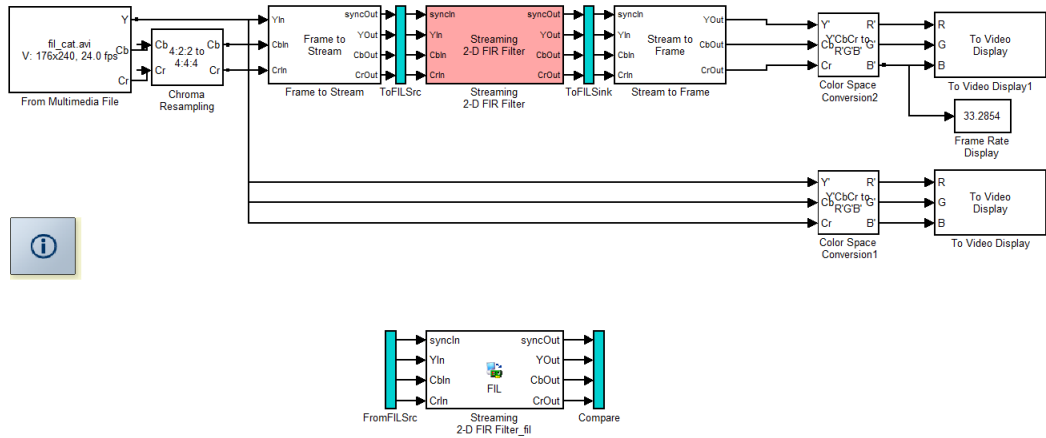 fil_cat.avi
V: 176x240, 24.0 fps
Y
Cb
Cr
From Multimedia File
Cb
Cr
4:2:2 to
4:4:4
Cb
Cr
Chroma
Resampling
YIn
CbIn
CrIn
Frame to
Stream
syncOut
YOut
CbOut
CrOut
Frame to Stream
ToFILSrc
syncIn
YIn
CbIn
CrIn
Streaming
2-D FIR Filter
syncOut
YOut
CbOut
CrOut
Streaming
2-D FIR Filter
ToFILSink
syncIn
YIn
CbIn
CrIn
Stream to
Frame
YOut
CbOut
CrOut
Stream to Frame
Y'
Cb
Cr
Y'CbCr to
R'G'B'
R'
G'
B'
Color Space
Conversion2
R
G
B
To Video
Display
To Video Display1
33.2854
Frame Rate
Display
Y'
Cb
Cr
Y'CbCr to
R'G'B'
R'
G'
B'
Color Space
Conversion1
R
G
B
To Video
Display
To Video Display
FromFILSrc
syncIn
YIn
CbIn
CrIn
FIL
syncOut
YOut
CbOut
CrOut
Streaming
2-D FIR Filter_fil
Compare